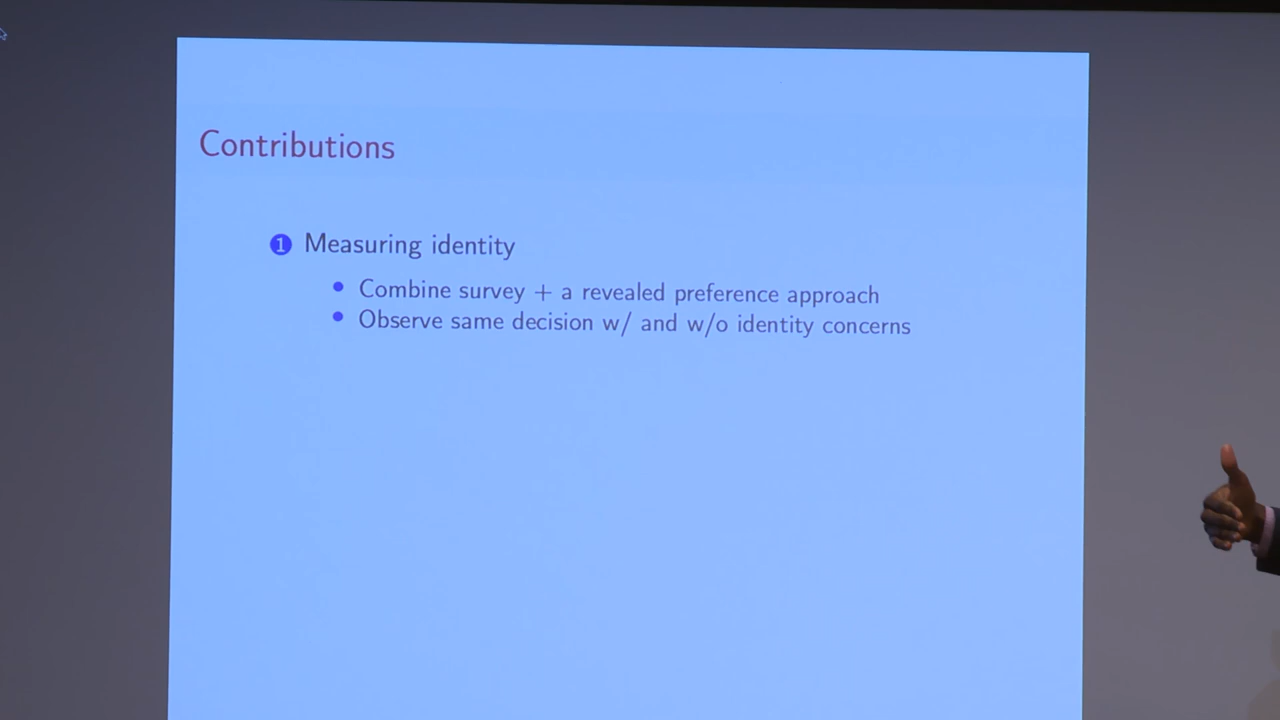 Contributions
1 Measuring identity
• Combine survey + a revealed preference approach
• Observe same decision w/ and w/o identity concerns